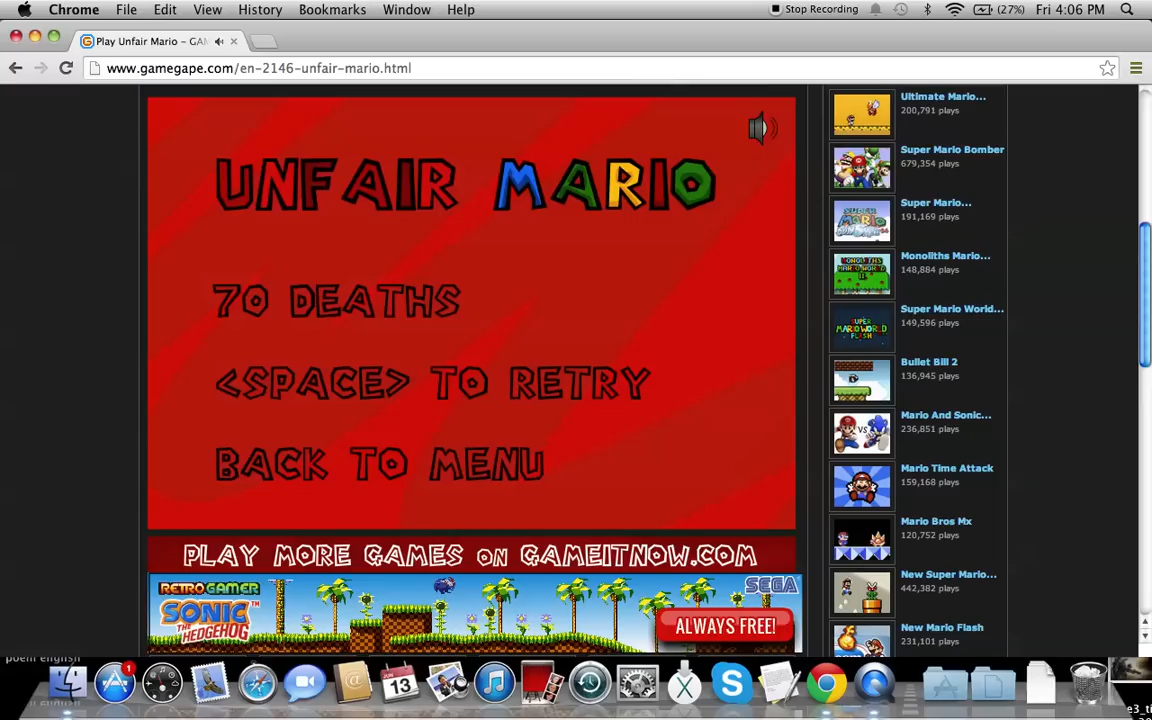 Chrome File Edit View History Bookmarks Window Help Stop Recording (27%) Fri 4:06 PM
Play Unfair Mario - GA
www.gamegape.com/en-2146-unfair-mario.html
UNFAIR MARIO
70 DEATHS
<SPACE> TO RETRY
BACK TO MENU
PLAY MORE GAMES ON GAMEITNOW.COM
RETROGAMER
SONIC
THE HEDGEHOG
SEGA
ALWAYS FREE!
Ultimate Mario...
200,791 plays
Super Mario Bomber
679,354 plays
Super Mario...
191,169 plays
Monoliths Mario...
148,884 plays
Super Mario World...
149,596 plays
Bullet Bill 2
136,945 plays
Mario And Sonic...
236,851 plays
Mario Time Attack
159,168 plays
Mario Bros Mx
120,752 plays
New Super Mario...
442,382 plays
New Mario Flash
231,101 plays
poem english
1
JUN
13